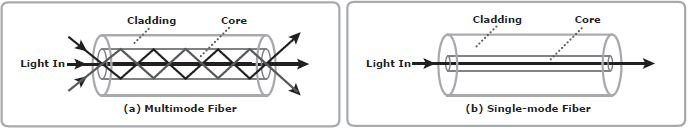 Cladding Core
Light In
(a) Multimode Fiber
Cladding Core
Light In
(b) Single-mode Fiber